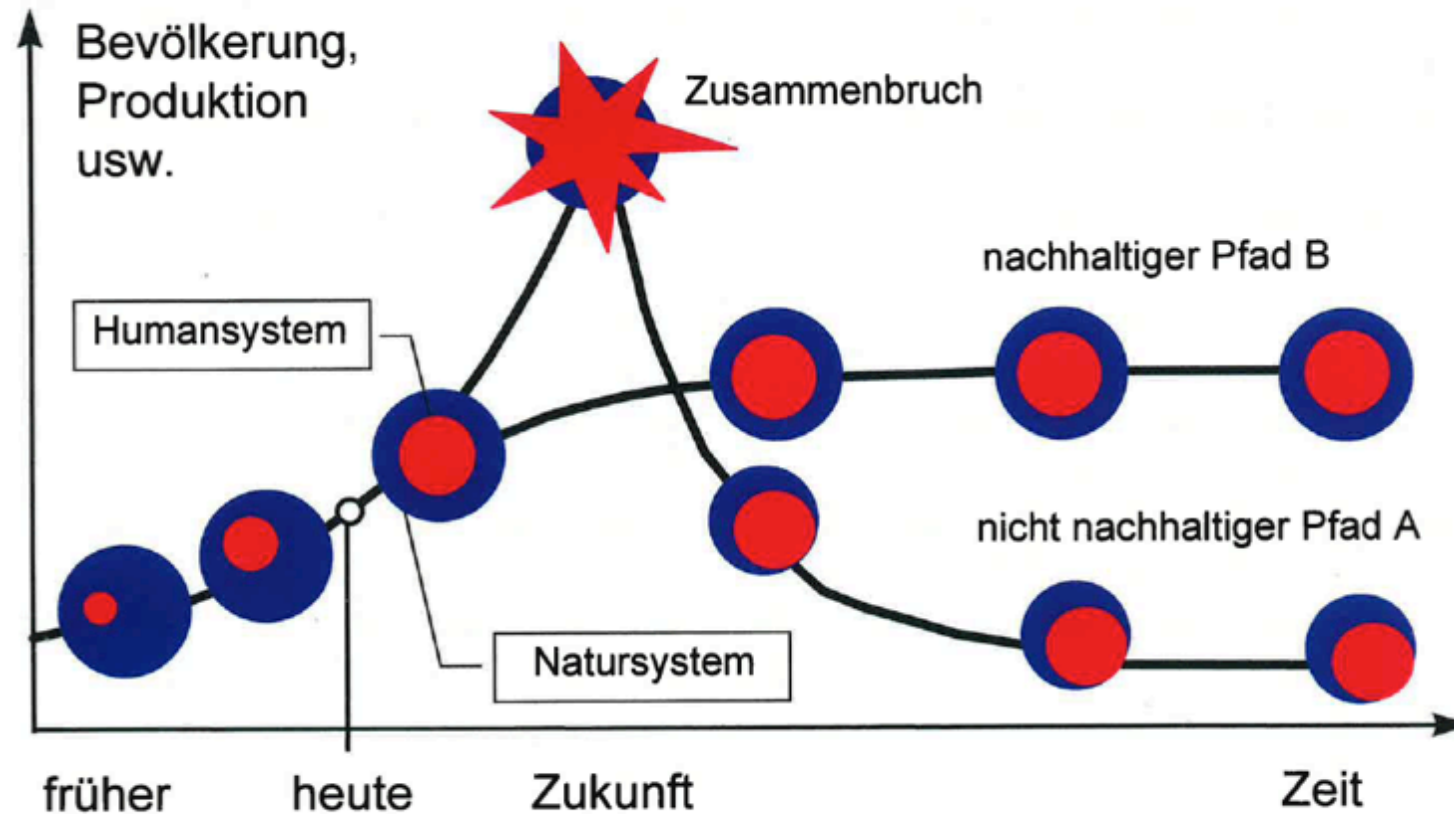 Bevölkerung,
Produktion
usw.
Zusammenbruch
nachhaltiger Pfad B
Humansystem
nicht nachhaltiger Pfad A
Natursystem
früher heute Zukunft Zeit